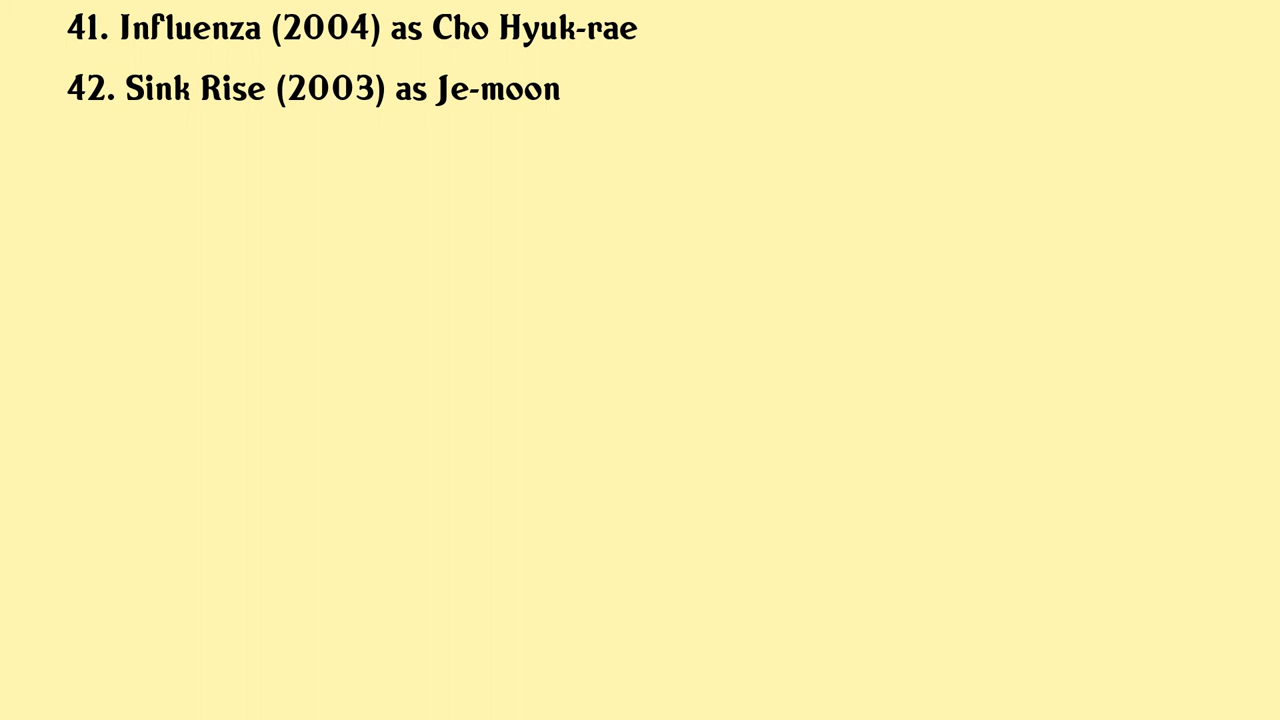 41. Influenza (2004) as Cho Hyuk-rae
42. Sink Rise (2003) as Je-moon